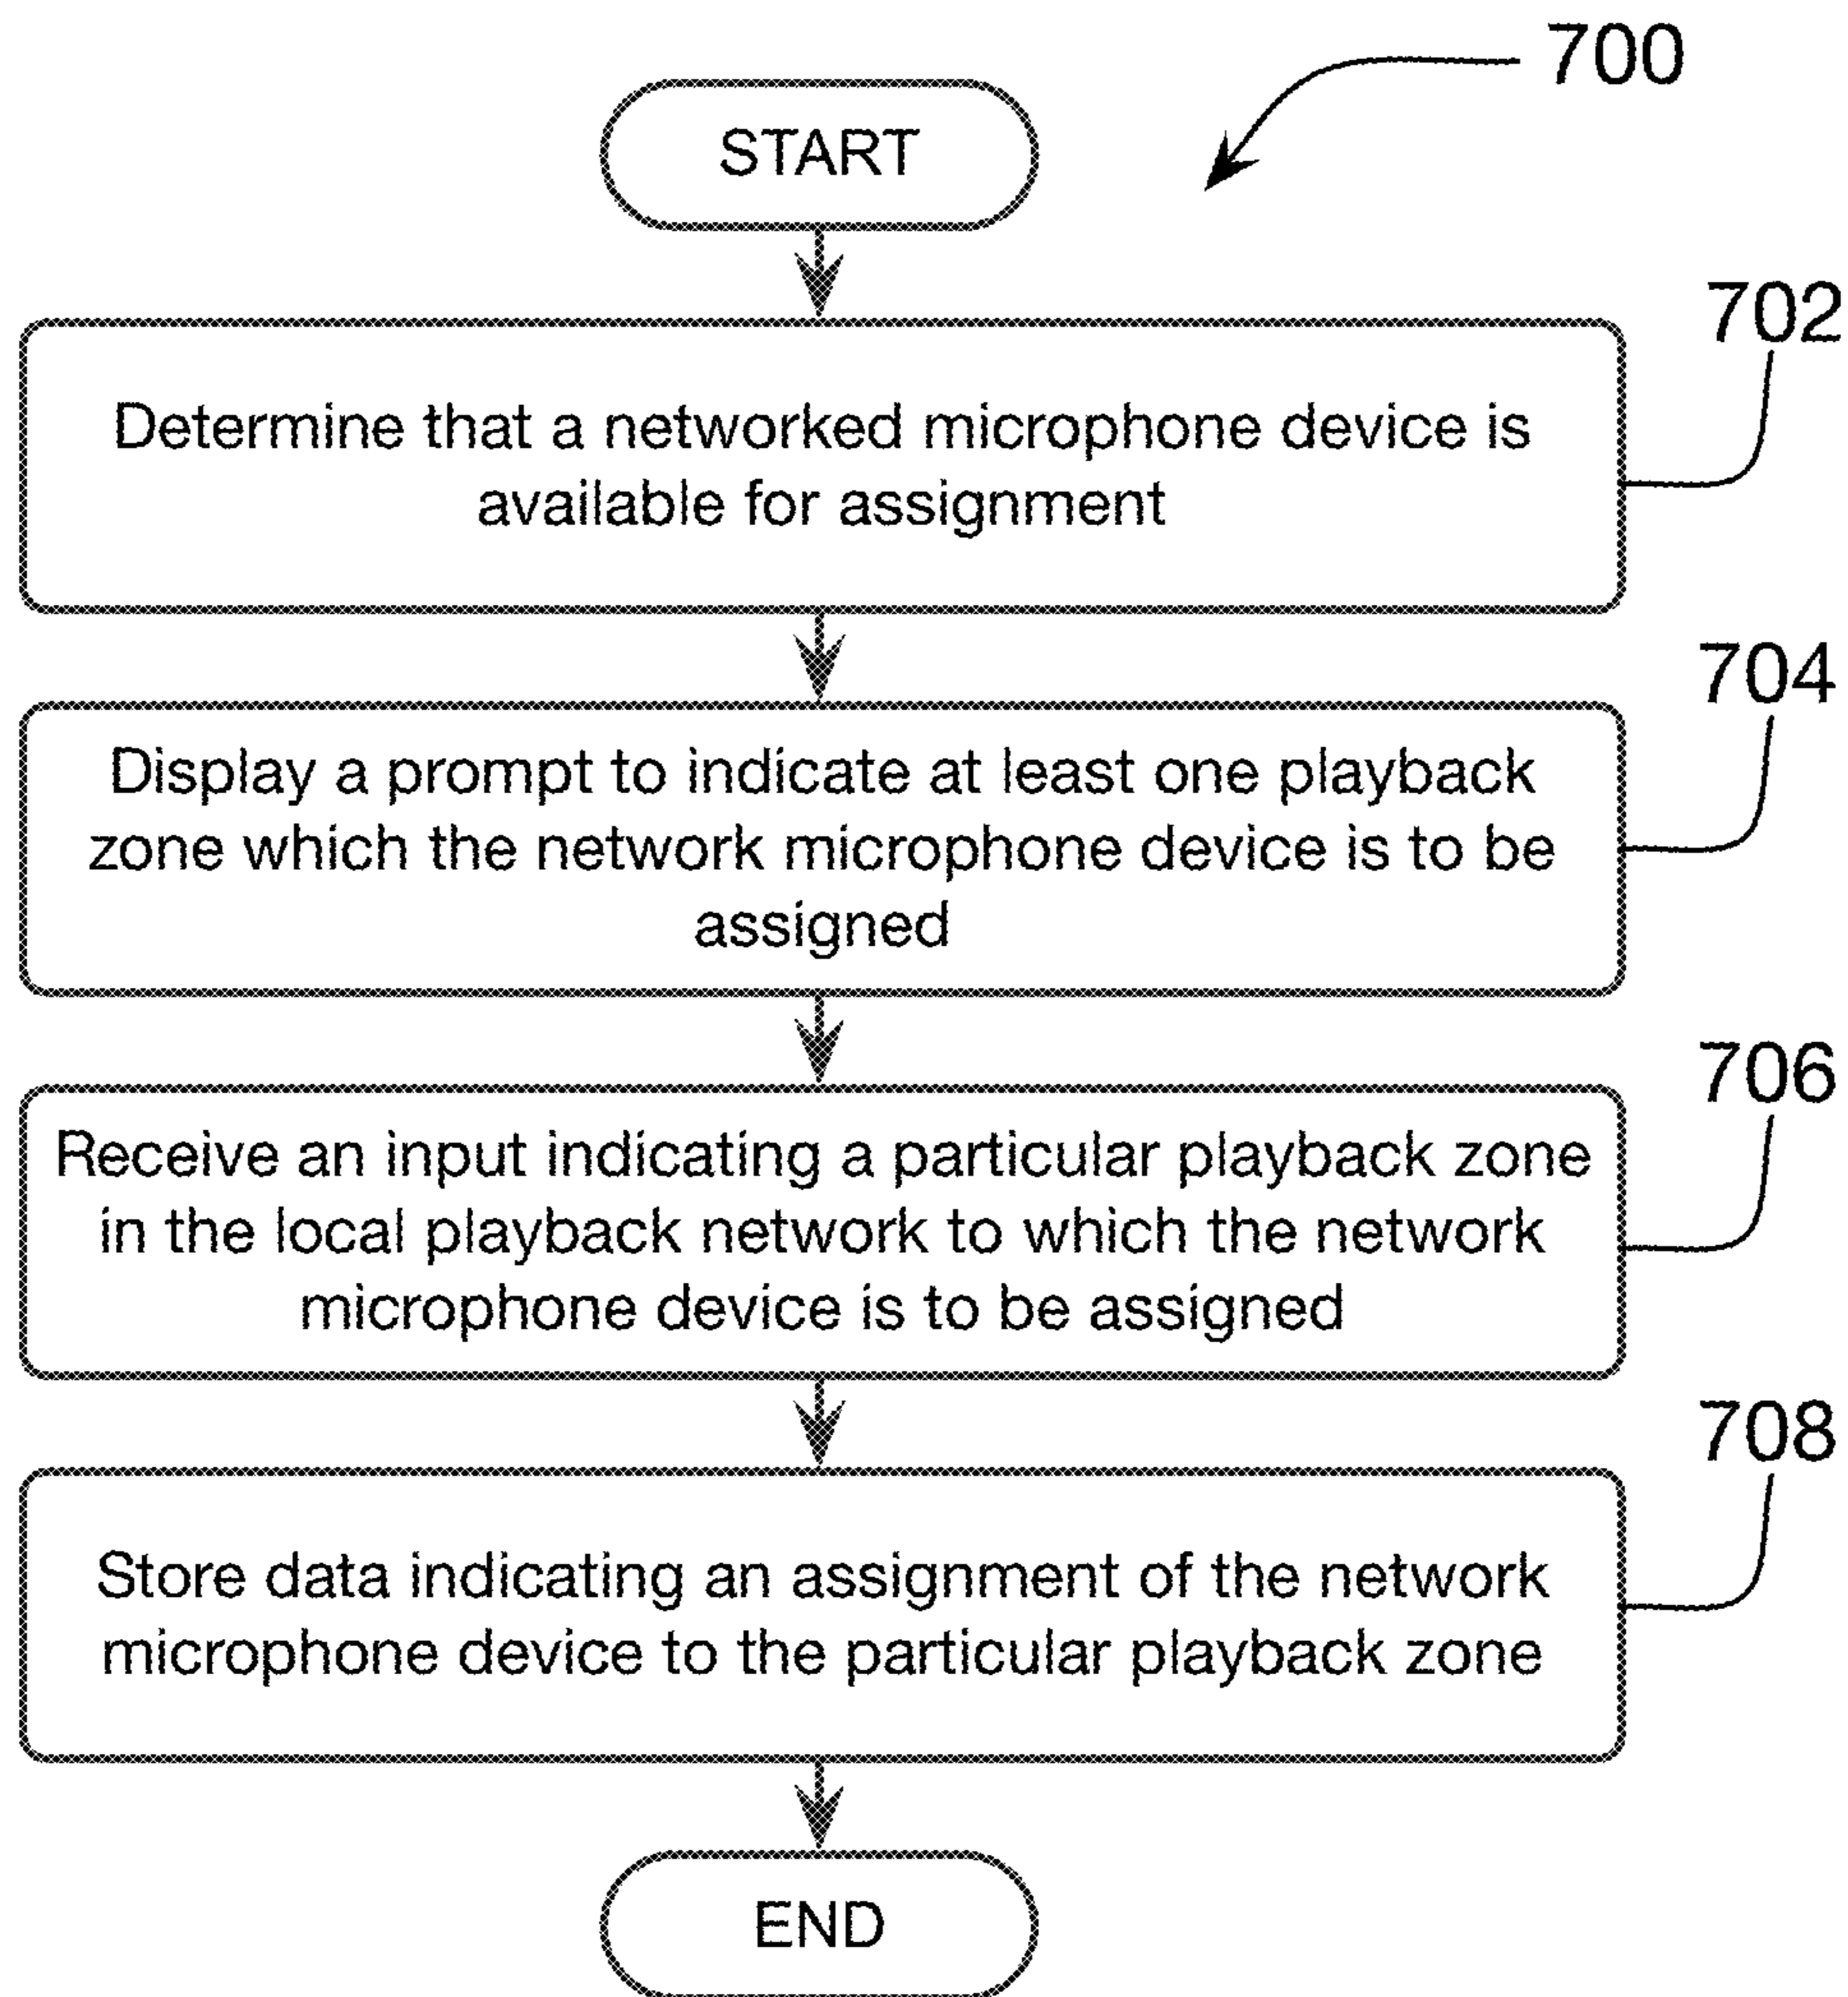 700
START
702
Determine that a networked microphone device is
available for assignment
704
Display a prompt to indicate at least one playback
zone which the network microphone device is to be
assigned
706
Receive an input indicating a particular playback zone
in the local playback network to which the network
microphone device is to be assigned
708
Store data indicating an assignment of the network
microphone device to the particular playback zone
END